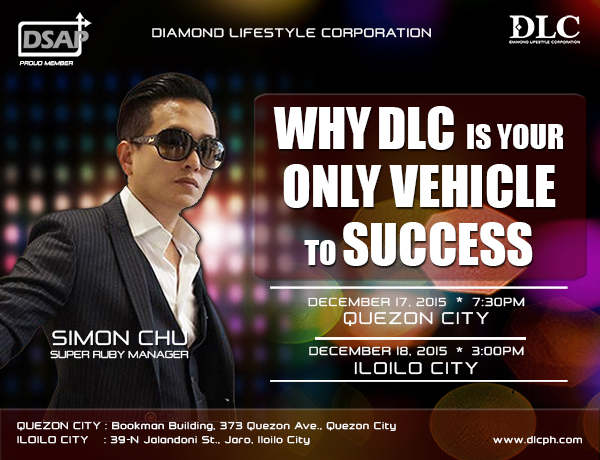 DSAP
PROUD MEMBER
DIAMOND LIFESTYLE CORPORATION
DLC
DIAMOND LIFESTYLE CORPORATION
WHY DLC IS YOUR
ONLY VEHICLE
TO SUCCESS
DECEMBER 17, 2015 * 7:30PM
QUEZON CITY
DECEMBER 18, 2015 * 3:00PM
ILOILO CITY
SIMON CHU
SUPER RUBY MANAGER
QUEZON CITY : Bookman Building, 373 Quezon Ave., Quezon City
ILOILO CITY : 39-N Jalandoni St., Jaro, Iloilo City
www.dlcph.com